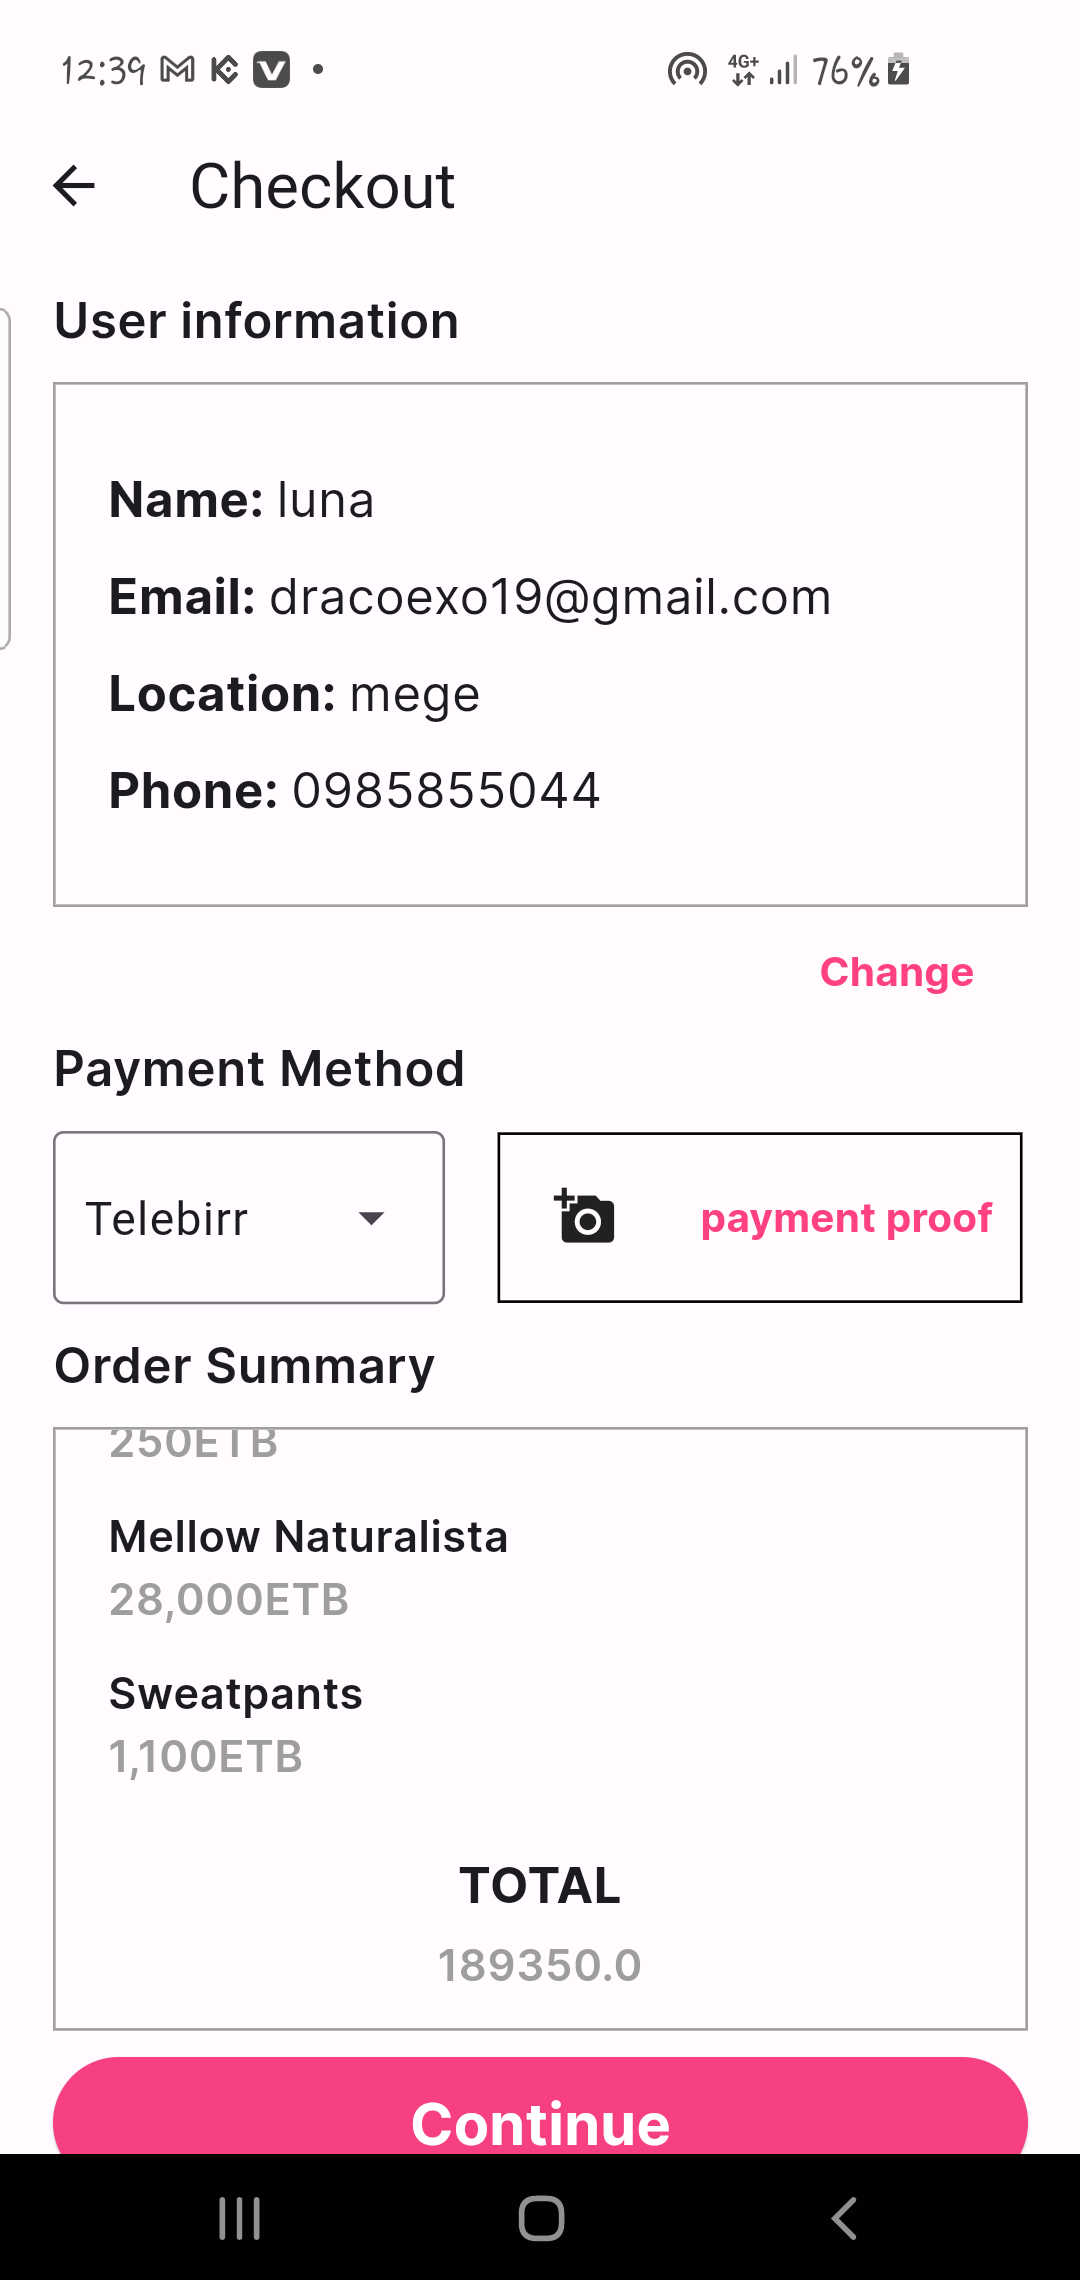 12:39
4G+ 76%
Checkout
User information
Name: luna
Email: dracoexo19@gmail.com
Location: mege
Phone: 0985855044
Change
Payment Method
Telebirr
payment proof
Order Summary
250ETB
Mellow Naturalista
28,000ETB
Sweatpants
1,100ETB
TOTAL
189350.0
Continue